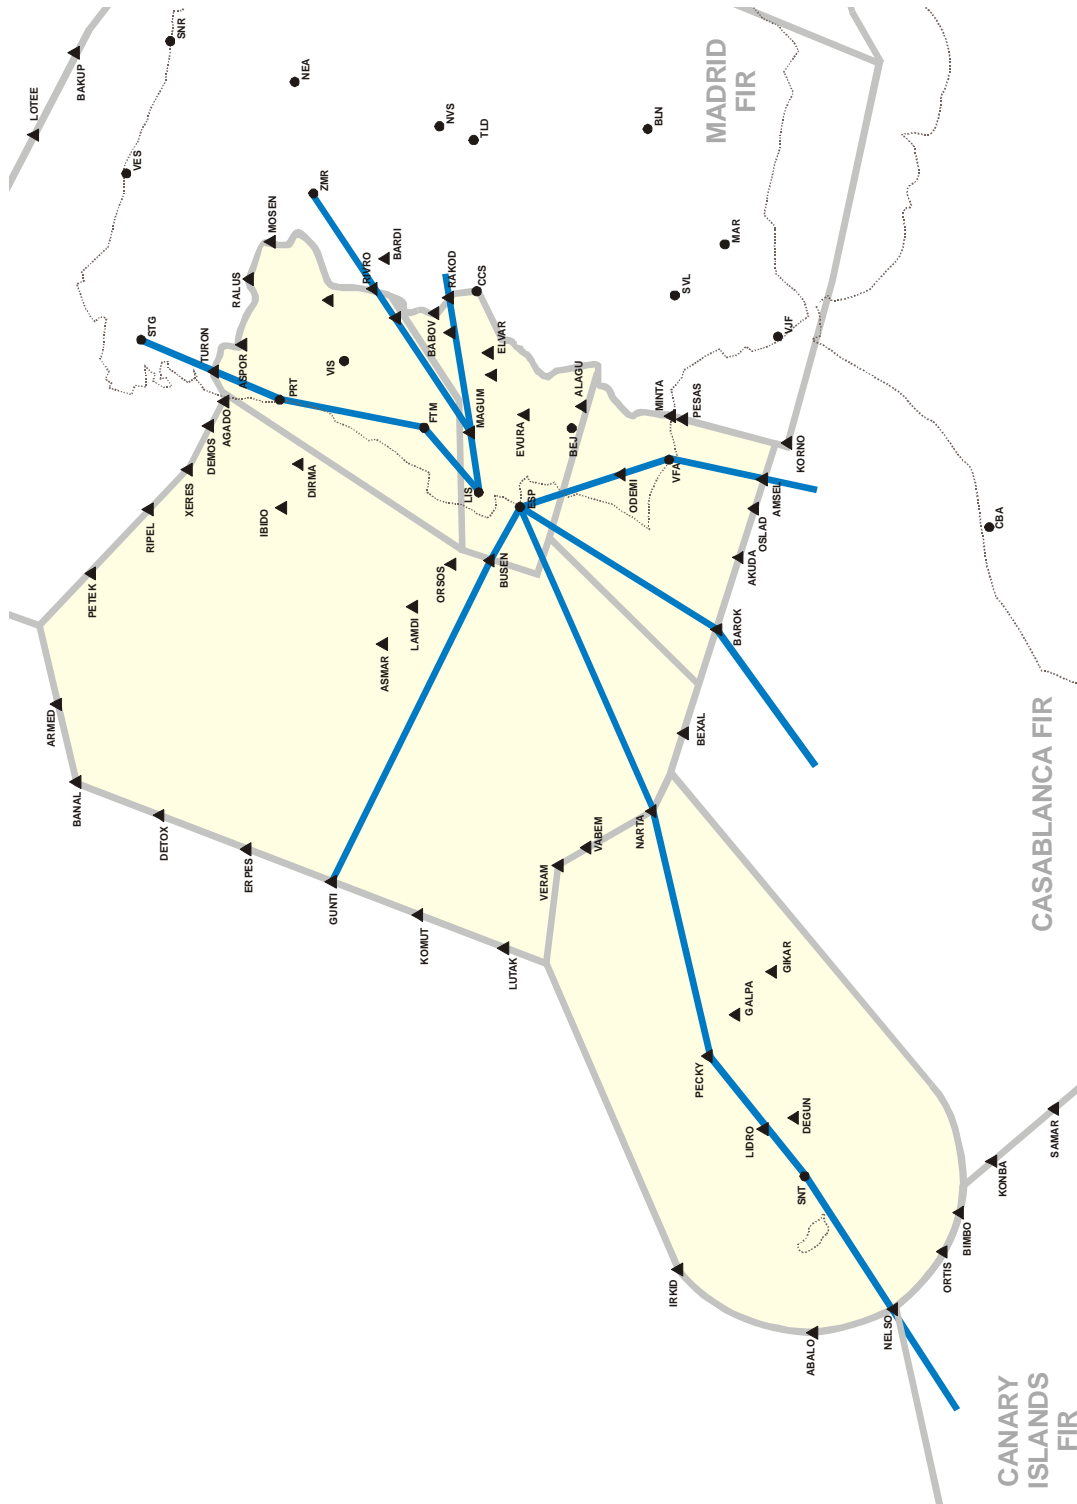 SNR
BAKUP
LOTEE
MADRID
FIR
NEA
NVS
TLD
BLN
VES
ZMR
MOSEN
BARDI
RALUS
RIVRO
RAKOD
CCS
MAR
SVL
STG
TURON
ASPOR
VIS
BABOV
ELVAR
VJF
AGADO
PRT
FTM
MAGUM
EVURA
ALAGU
BEJ
MINTA
PESAS
DEMOS
XERES
DIRMA
KORNO
RIPEL
IBIDO
LIS
ESP
ODEMI
VFA
AMSEL
OSLAD
CBA
PETEK
ORSOS
BUSEN
AKUDA
LAMDI
ASMAR
BAROK
ARMED
BEXAL
BANAL
DETOX
NARTA
VABEM
ERPES
VERAM
GUNTI
CASABLANCA FIR
KOMUT
LUTAK
GIKAR
GALPA
PECKY
DEGUN
LIDRO
SAMAR
KONBA
SNT
BIMBO
ORTIS
IRKID
NELSO
ABALO
CANARY
ISLANDS
FIR